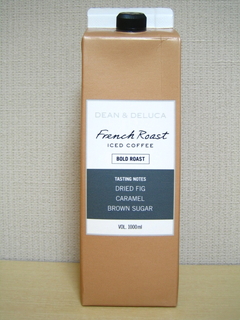 DEAN & DELUCA
French Roast
ICED COFFEE
BOLD ROAST
TASTING NOTES
DRIED FIG
CARAMEL
BROWN SUGAR
VOL. 1000ml